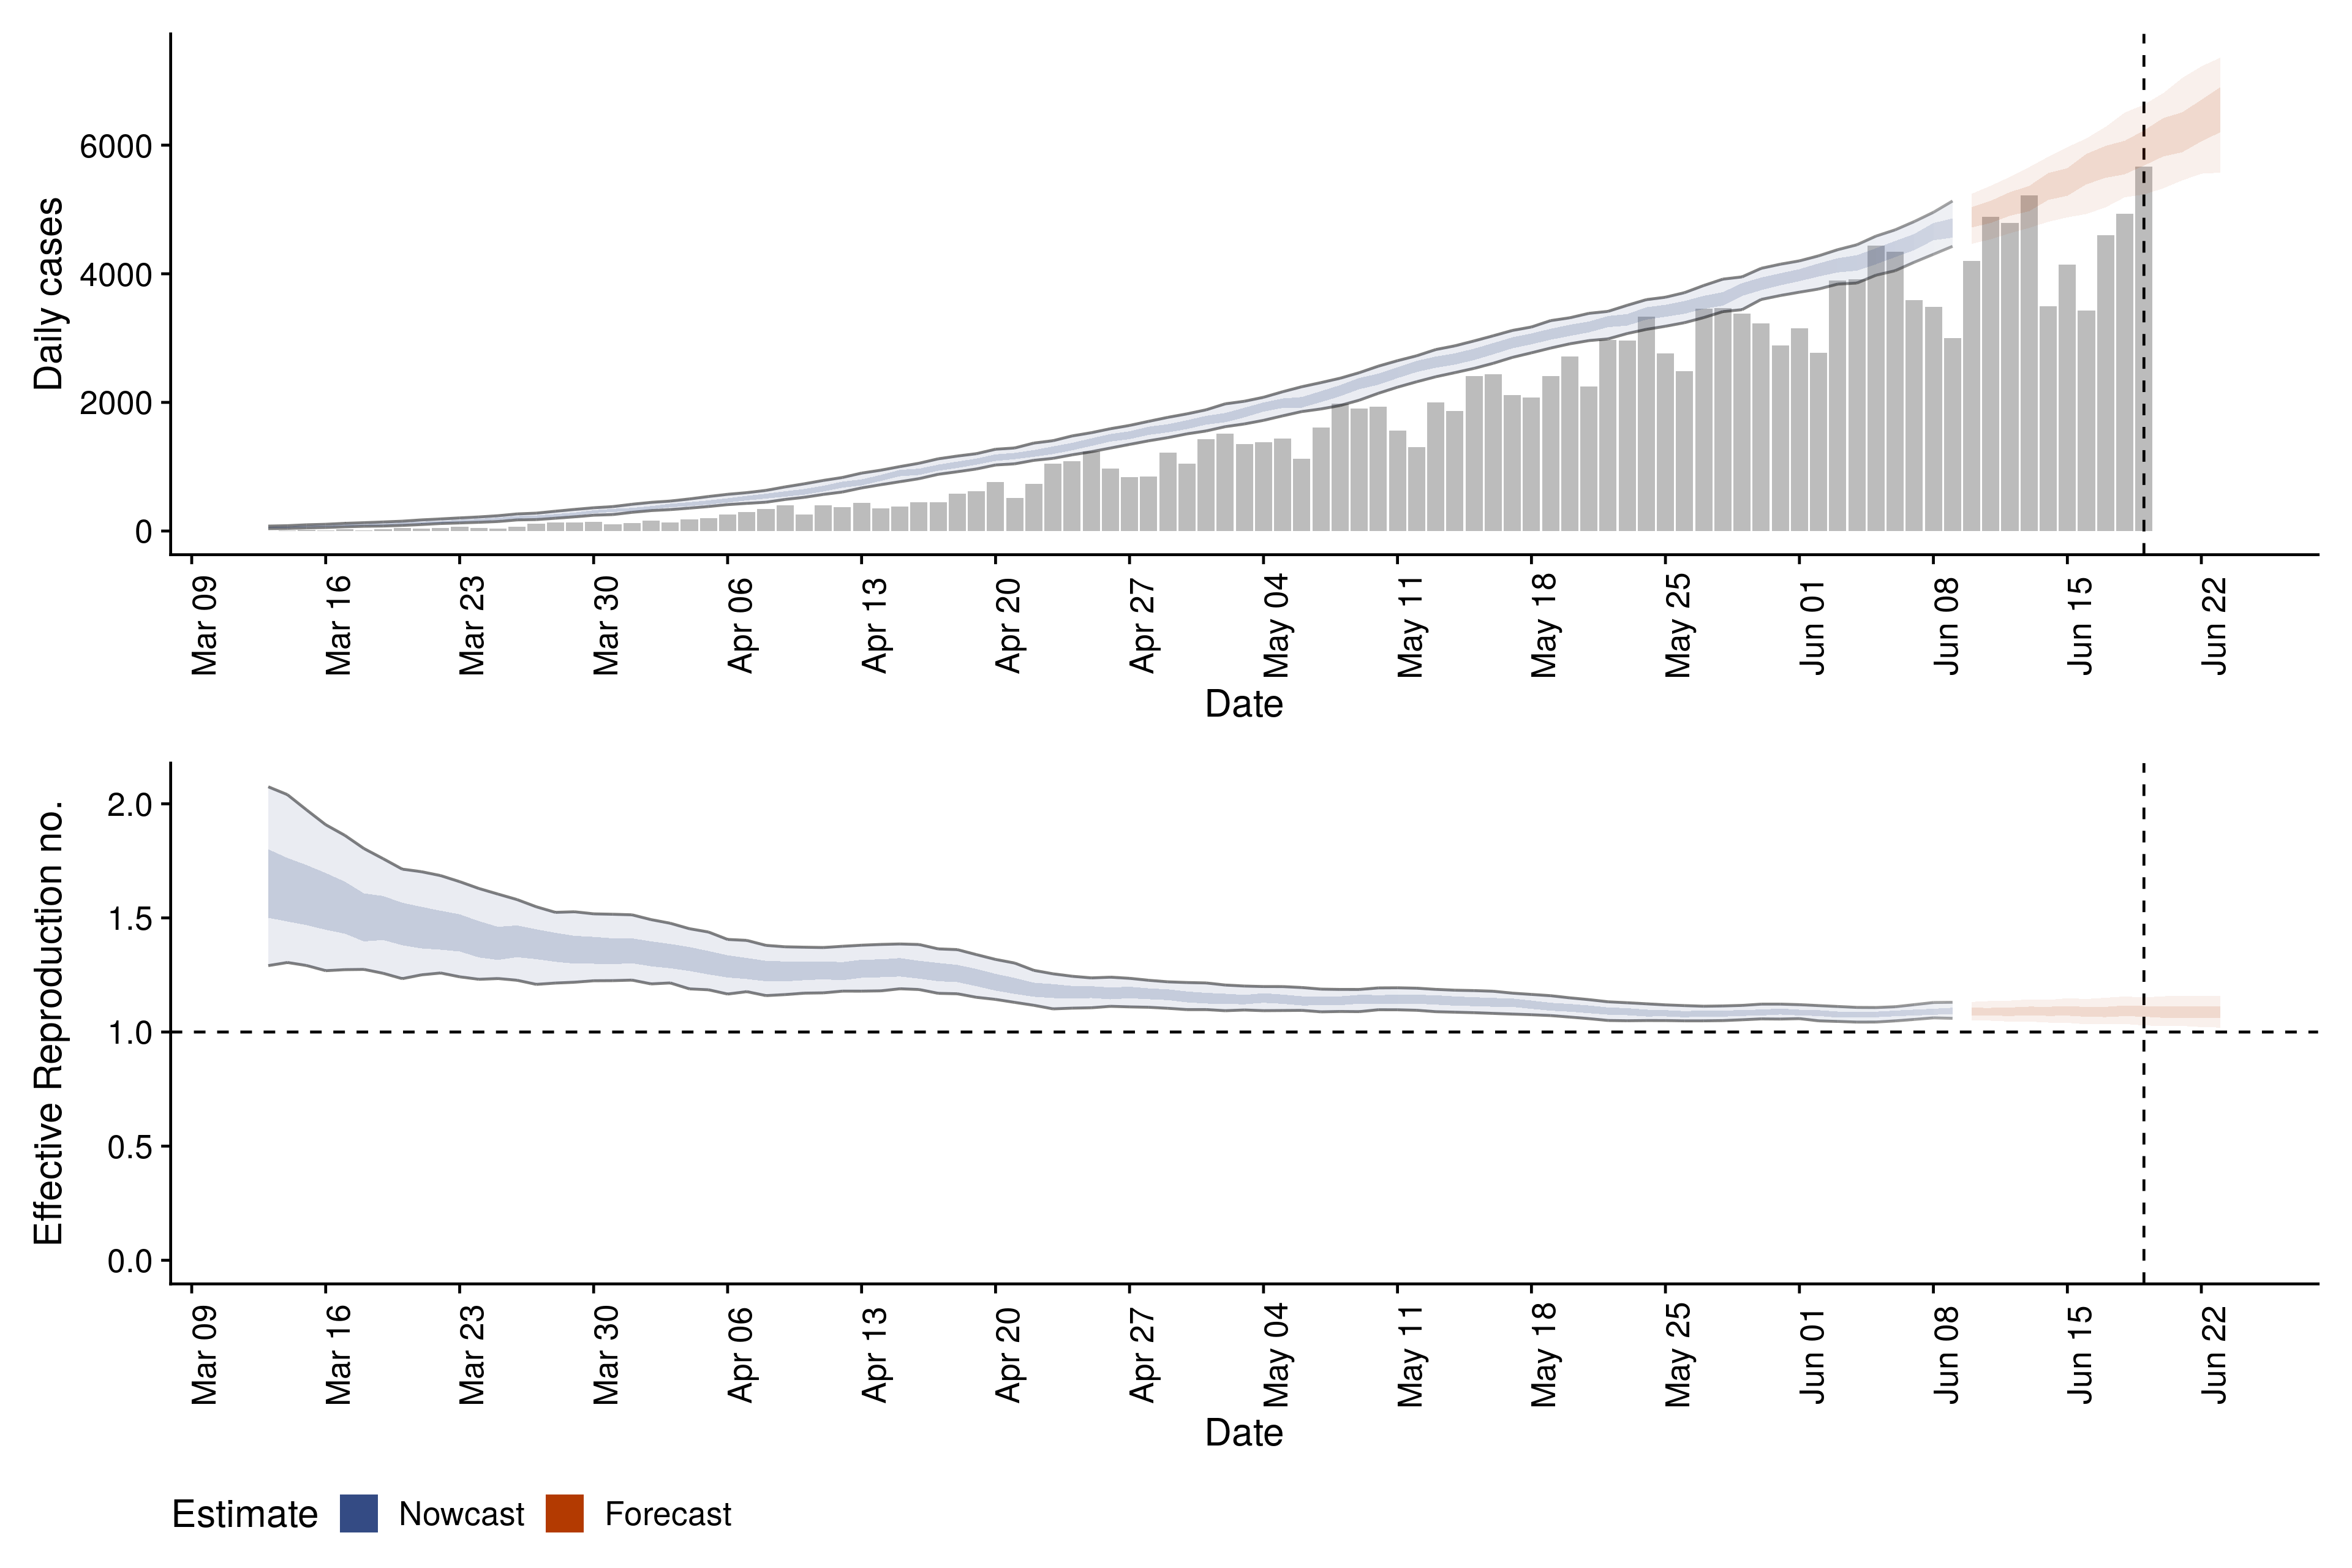 Daily cases
6000
4000
2000
0
Mar 09
Mar 16
Mar 23
Mar 30
Apr 06
Apr 13
Apr 20
Apr 27
May 04
May 11
May 18
May 25
Jun 01
Jun 08
Jun 15
Jun 22
Date
Effective Reproduction no.
2.0
1.5
1.0
0.5
0.0
Mar 09
Mar 16
Mar 23
Mar 30
Apr 06
Apr 13
Apr 20
Apr 27
May 04
May 11
May 18
May 25
Jun 01
Jun 08
Jun 15
Jun 22
Date
Estimate Nowcast Forecast